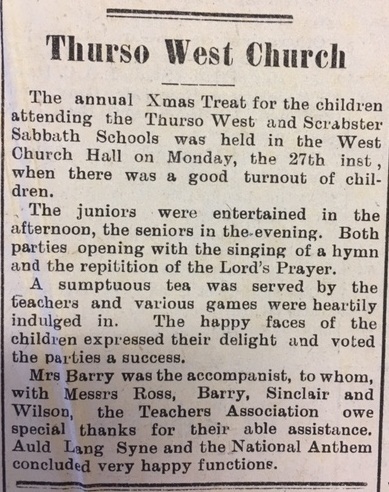 Thurso West Church
The annual Xmas Treat for the children
attending the Thurso West and Scrabster
Sabbath Schools was held in the West
Church Hall on Monday, the 27th inst,
when there was a good turnout of chil-
dren.
The juniors were entertained in the
afternoon, the seniors in the evening. Both
parties opening with the singing of a hymn
and the repitition of the Lord's Prayer.
A sumptuous tea was served by the
teachers and various games were heartily
indulged in. The happy faces of the
children expressed their delight and voted
the parties a success.
Mrs Barry was the accompanist, to whom,
with Messrs Ross, Barry, Sinclair and
Wilson, the Teachers Association owe
special thanks for their able assistance.
Auld Lang Syne and the National Anthem
concluded very happy functions.